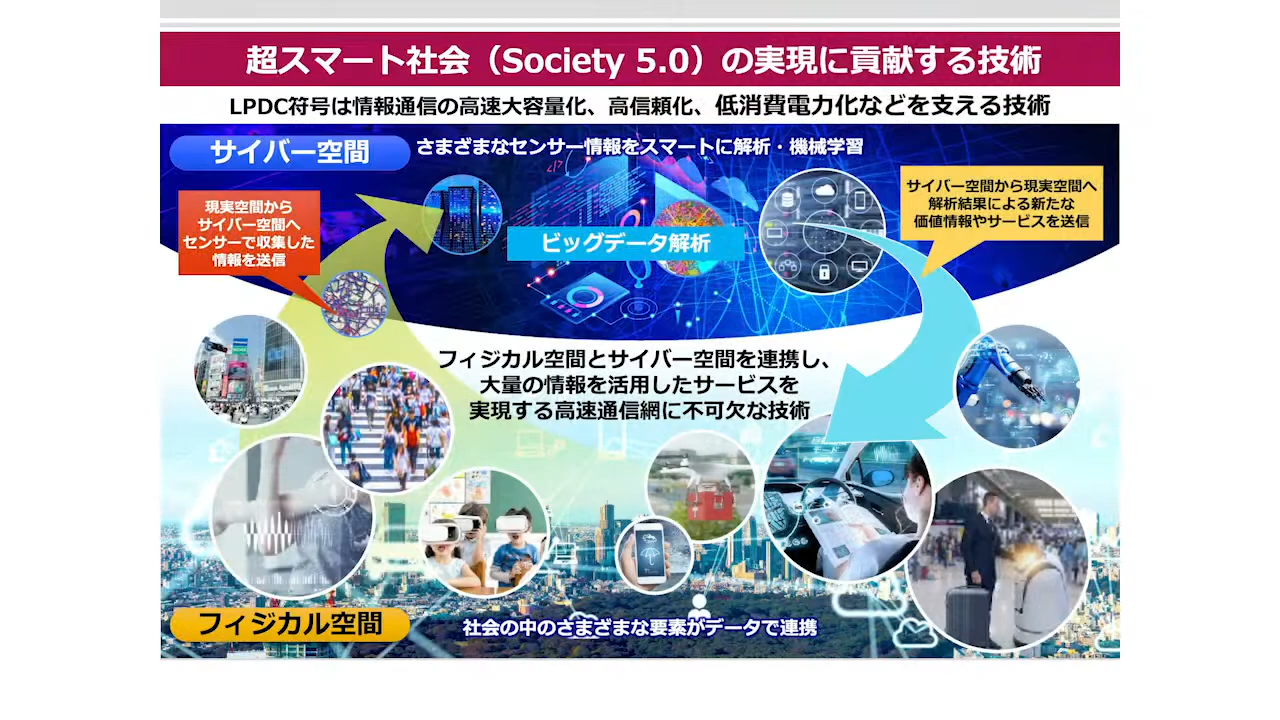 超スマート社会（Society 5.0）の実現に貢献する技術
LPDC符号は情報通信の高速大容量化、高信頼化、低消費電力化などを支える技術
サイバー空間
さまざまなセンサー情報をスマートに解析・機械学習
現実空間から
サイバー空間へ
センサーで収集した
情報を送信
ビッグデータ解析
サイバー空間から現実空間へ
解析結果による新たな
価値情報やサービスを送信
フィジカル空間とサイバー空間を連携し、
大量の情報を活用したサービスを
実現する高速通信網に不可欠な技術
フィジカル空間
社会の中のさまざまな要素がデータで連携